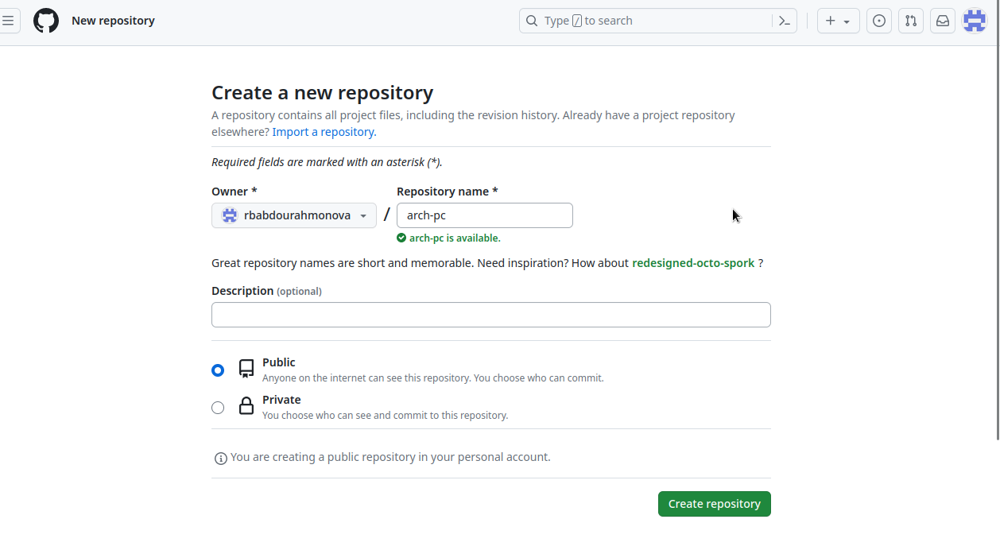 New repository
Type / to search
Create a new repository
A repository contains all project files, including the revision history. Already have a project repository
elsewhere? Import a repository.
Required fields are marked with an asterisk (*).
Owner * Repository name *
rbabdourahmonova / arch-pc
arch-pc is available.
Great repository names are short and memorable. Need inspiration? How about redesigned-octo-spork ?
Description (optional)
Public
Anyone on the internet can see this repository. You choose who can commit.
Private
You choose who can see and commit to this repository.
You are creating a public repository in your personal account.
Create repository